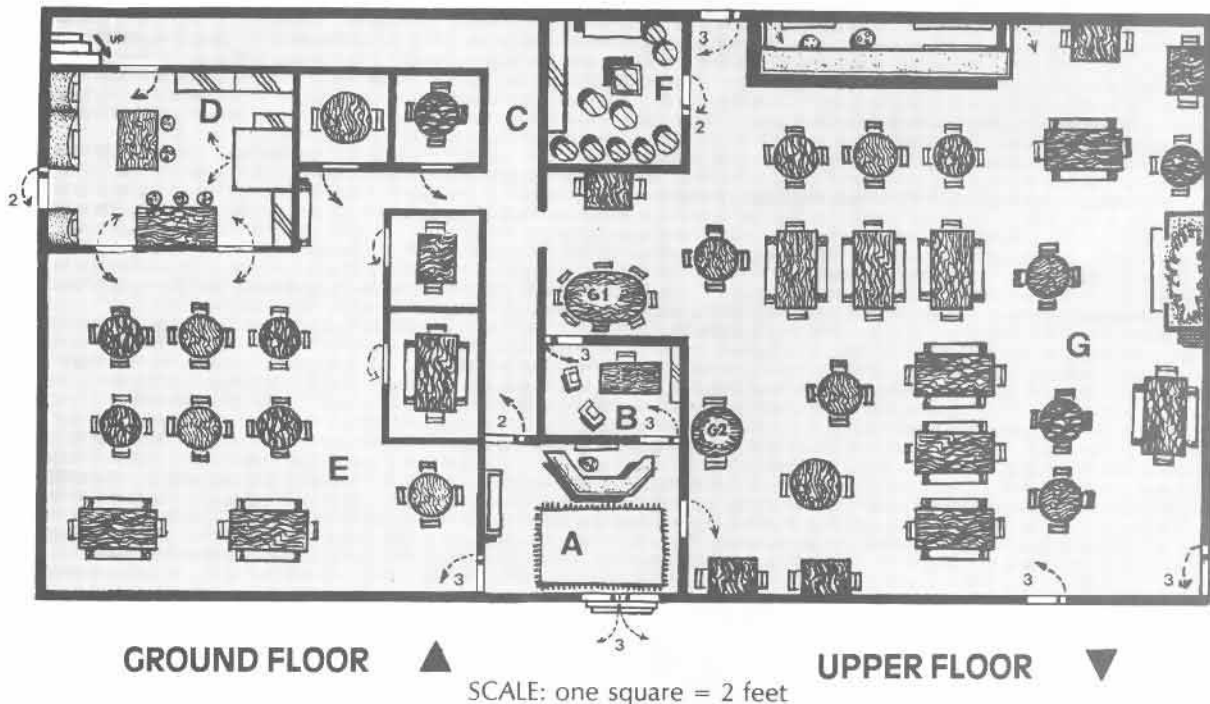 UP
3
D
C
F
2
2
G1
G
3
B
2
3
G2
E
A
3
3
3
3
GROUND FLOOR ▲
UPPER FLOOR ▼
SCALE: one square = 2 feet